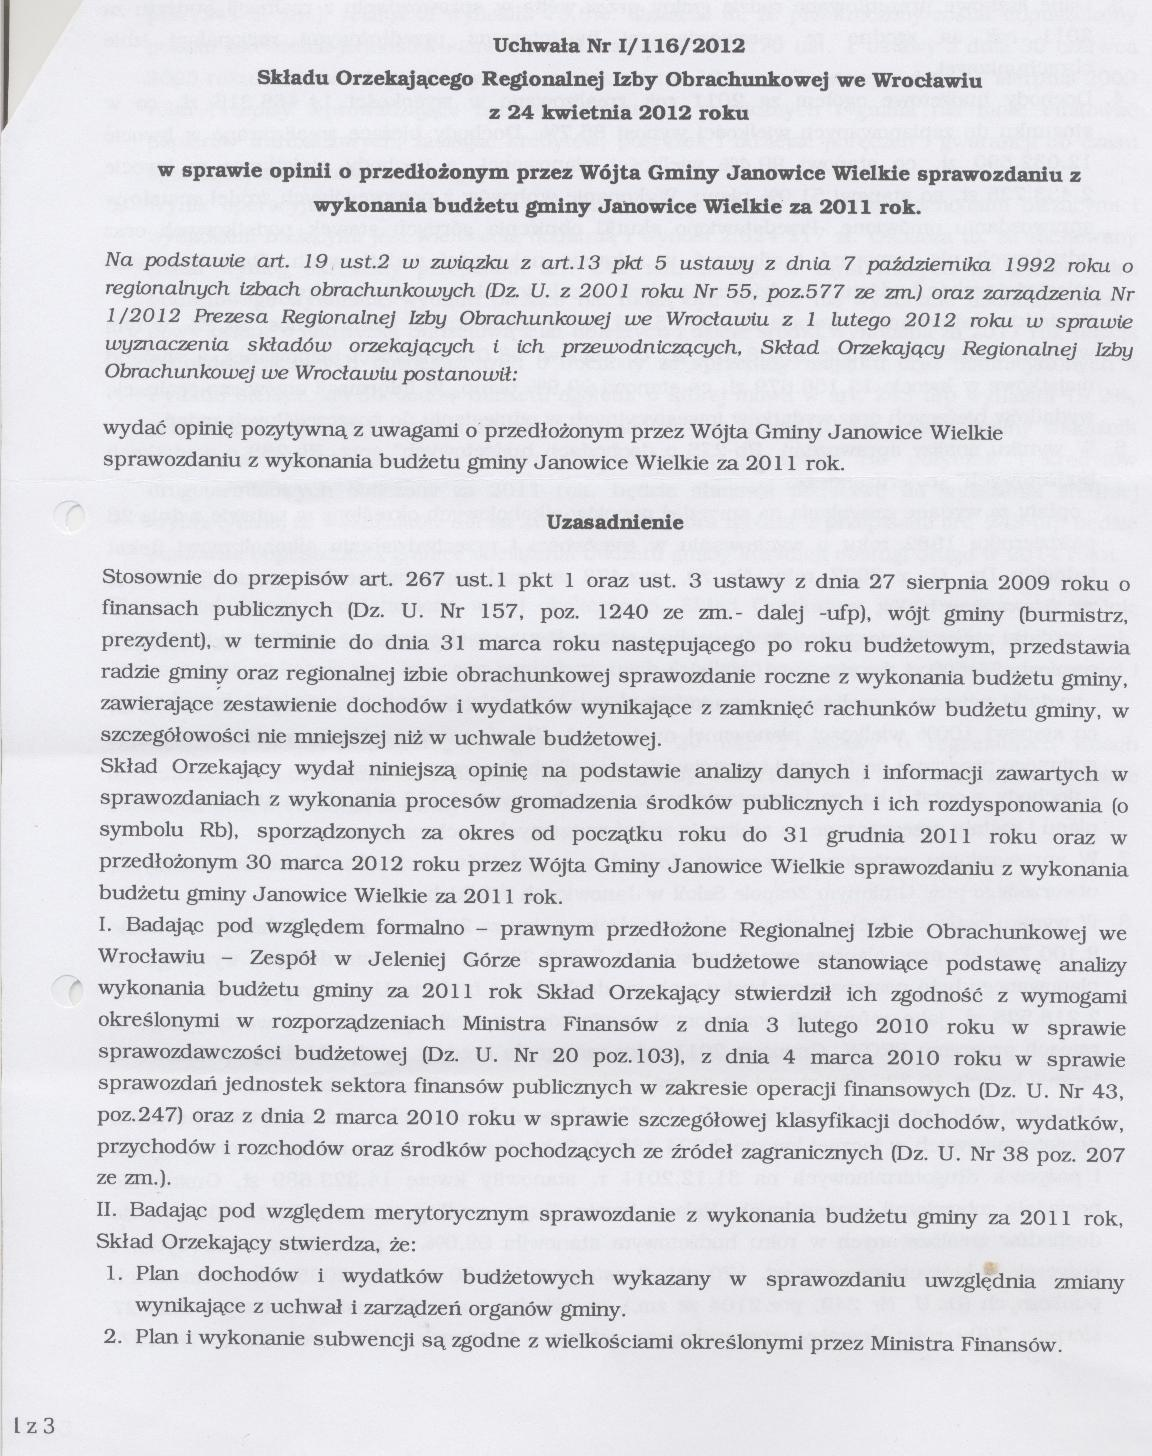 Uchwała Nr I/116/2012
Składu Orzekającego Regionalnej Izby Obrachunkowej we Wrocławiu
z 24 kwietnia 2012 roku
w sprawie opinii o przedłożonym przez Wójta Gminy Janowice Wielkie sprawozdaniu z
wykonania budżetu gminy Janowice Wielkie za 2011 rok.
Na podstawie art. 19 ust.2 w związku z art.13 pkt 5 ustawy z dnia 7 października 1992 roku o
regionalnych izbach obrachunkowych (Dz. U. z 2001 roku Nr 55, poz.577 ze zm.) oraz zarządzenia Nr
1/2012 Prezesa Regionalnej Izby Obrachunkowej we Wrocławiu z 1 lutego 2012 roku w sprawie
wyznaczenia składów orzekających i ich przewodniczących, Skład Orzekający Regionalnej Izby
Obrachunkowej we Wrocławiu postanowił:
wydać opinię pozytywną z uwagami o przedłożonym przez Wójta Gminy Janowice Wielkie
sprawozdaniu z wykonania budżetu gminy Janowice Wielkie za 2011 rok.
Uzasadnienie
Stosownie do przepisów art. 267 ust.1 pkt 1 oraz ust. 3 ustawy z dnia 27 sierpnia 2009 roku o
finansach publicznych (Dz. U. Nr 157, poz. 1240 ze zm.- dalej -ufp), wójt gminy (burmistrz,
prezydent), w terminie do dnia 31 marca roku następującego po roku budżetowym, przedstawia
radzie gminy oraz regionalnej izbie obrachunkowej sprawozdanie roczne z wykonania budżetu gminy,
zawierające zestawienie dochodów i wydatków wynikające z zamknięć rachunków budżetu gminy, w
szczegółowości nie mniejszej niż w uchwale budżetowej.
Skład Orzekający wydał niniejszą opinię na podstawie analizy danych i informacji zawartych w
sprawozdaniach z wykonania procesów gromadzenia środków publicznych i ich rozdysponowania (o
symbolu Rb), sporządzonych za okres od początku roku do 31 grudnia 2011 roku oraz w
przedłożonym 30 marca 2012 roku przez Wójta Gminy Janowice Wielkie sprawozdaniu z wykonania
budżetu gminy Janowice Wielkie za 2011 rok.
I. Badając pod względem formalno – prawnym przedłożone Regionalnej Izbie Obrachunkowej we
Wrocławiu – Zespół w Jeleniej Górze sprawozdania budżetowe stanowiące podstawę analizy
wykonania budżetu gminy za 2011 rok Skład Orzekający stwierdził ich zgodność z wymogami
określonymi w rozporządzeniach Ministra Finansów z dnia 3 lutego 2010 roku w sprawie
sprawozdawczości budżetowej (Dz. U. Nr 20 poz.103), z dnia 4 marca 2010 roku w sprawie
sprawozdań jednostek sektora finansów publicznych w zakresie operacji finansowych (Dz. U. Nr 43,
poz.247) oraz z dnia 2 marca 2010 roku w sprawie szczegółowej klasyfikacji dochodów, wydatków,
przychodów i rozchodów oraz środków pochodzących ze źródeł zagranicznych (Dz. U. Nr 38 poz. 207
ze zm.).
II. Badając pod względem merytorycznym sprawozdanie z wykonania budżetu gminy za 2011 rok,
Skład Orzekający stwierdza, że:
1. Plan dochodów i wydatków budżetowych wykazany w sprawozdaniu uwzględnia zmiany
wynikające z uchwał i zarządzeń organów gminy.
2. Plan i wykonanie subwencji są zgodne z wielkościami określonymi przez Ministra Finansów.
1 z 3